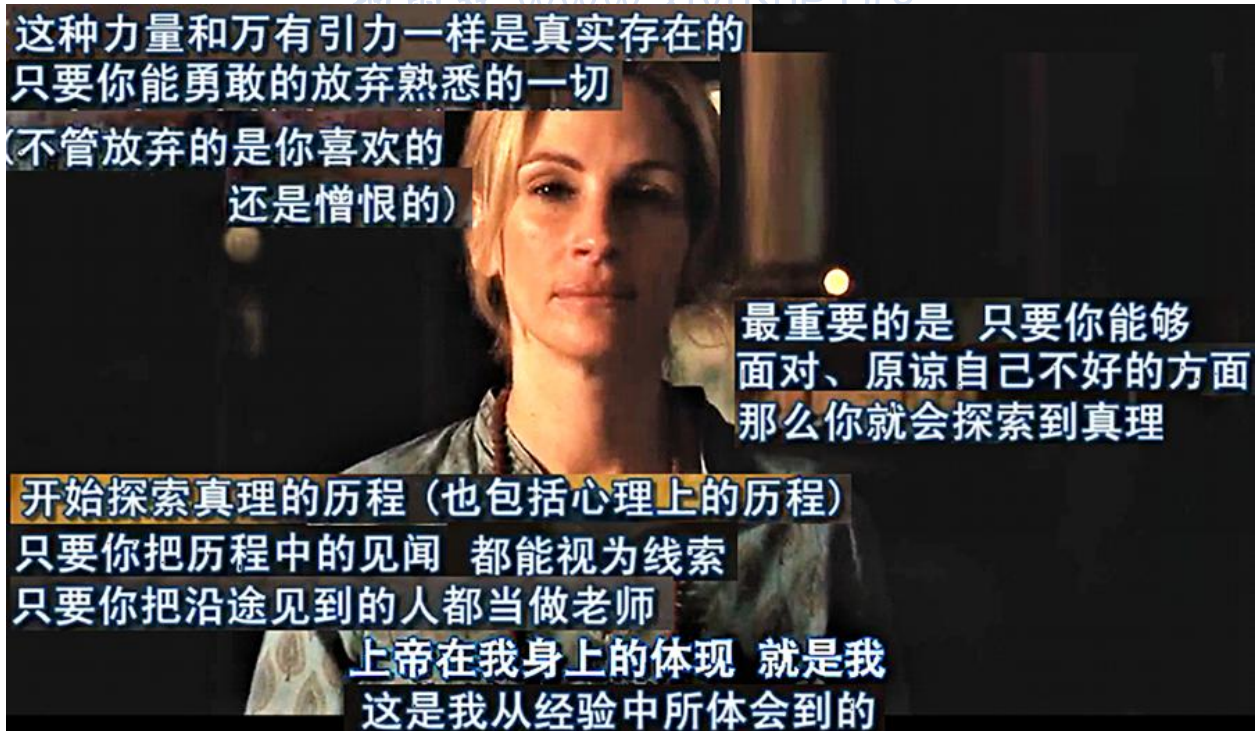 这种力量和万有引力一样是真实存在的
只要你能勇敢的放弃熟悉的一切
(不管放弃的是你喜欢的
还是憎恨的)
最重要的是 只要你能够
面对、原谅自己不好的方面
那么你就会探索到真理
开始探索真理的历程(也包括心理上的历程)
只要你把历程中的见闻 都能视为线索
只要你把沿途见到的人都当做老师
上帝在我身上的体现 就是我
这是我从经验中所体会到的